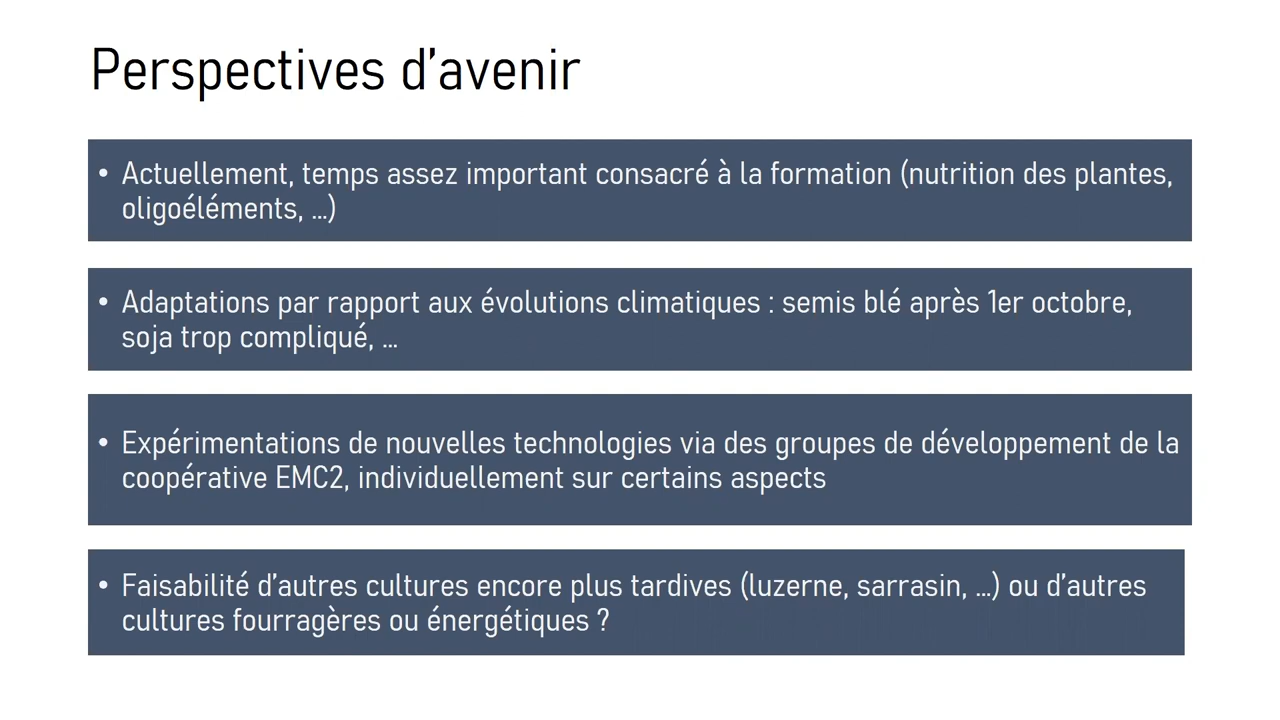 Perspectives d’avenir
• Actuellement, temps assez important consacré à la formation (nutrition des plantes,
oligoéléments, …)
• Adaptations par rapport aux évolutions climatiques : semis blé après 1er octobre,
soja trop compliqué, …
• Expérimentations de nouvelles technologies via des groupes de développement de la
coopérative EMC2, individuellement sur certains aspects
• Faisabilité d’autres cultures encore plus tardives (luzerne, sarrasin, …) ou d’autres
cultures fourragères ou énergétiques ?